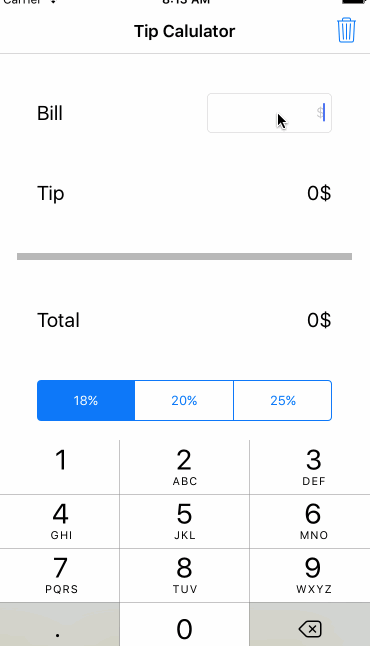 Carrier 8:15 AM
Tip Calulator
Bill $
Tip 0$
Total 0$
18% 20% 25%
1 2 3
ABC DEF
4 5 6
GHI JKL MNO
7 8 9
PQRS TUV WXYZ
. 0